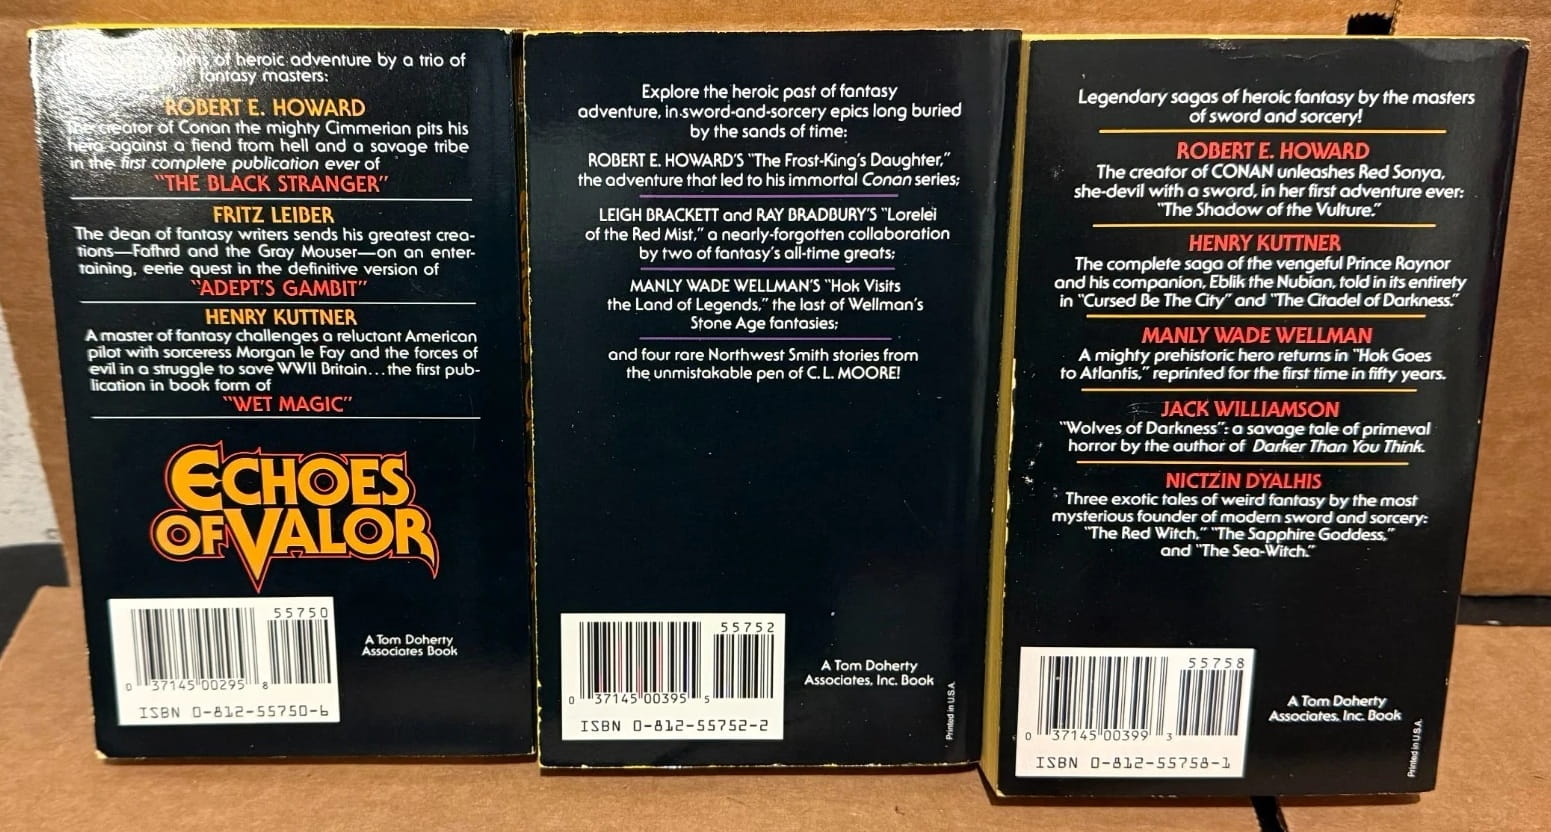 of heroic adventure by a trio of
fantasy masters:
ROBERT E. HOWARD
The creator of Conan the mighty Cimmerian pits his
hero against a fiend from hell and a savage tribe
in the first complete publication ever of
"THE BLACK STRANGER"
FRITZ LEIBER
The dean of fantasy writers sends his greatest crea-
tions—Fafhrd and the Gray Mouser—on an enter-
taining, eerie quest in the definitive version of
"ADEPT'S GAMBIT"
HENRY KUTTNER
A master of fantasy challenges a reluctant American
pilot with sorceress Morgan le Fay and the forces of
evil in a struggle to save WWII Britain...the first pub-
lication in book form of
"WET MAGIC"
ECHOES
OF VALOR
55750
0 37145 00295 8
ISBN 0-812-55750-6
A Tom Doherty
Associates Book
Explore the heroic past of fantasy
adventure, in sword-and-sorcery epics long buried
by the sands of time:
ROBERT E. HOWARD'S "The Frost-King's Daughter,"
the adventure that led to his immortal Conan series;
LEIGH BRACKETT and RAY BRADBURY'S "Lorelei
of the Red Mist," a nearly-forgotten collaboration
by two of fantasy's all-time greats;
MANLY WADE WELLMAN'S "Hok Visits
the Land of Legends," the last of Wellman's
Stone Age fantasies;
and four rare Northwest Smith stories from
the unmistakable pen of C.L. MOORE!
55752
0 37145 00395 5
ISBN 0-812-55752-2
A Tom Doherty
Associates, Inc. Book
Printed in U.S.A.
Legendary sagas of heroic fantasy by the masters
of sword and sorcery!
ROBERT E. HOWARD
The creator of CONAN unleashes Red Sonya,
she-devil with a sword, in her first adventure ever:
"The Shadow of the Vulture."
HENRY KUTTNER
The complete saga of the vengeful Prince Raynor
and his companion, Eblik the Nubian, told in its entirety
in "Cursed Be The City" and "The Citadel of Darkness."
MANLY WADE WELLMAN
A mighty prehistoric hero returns in "Hok Goes
to Atlantis," reprinted for the first time in fifty years.
JACK WILLIAMSON
"Wolves of Darkness": a savage tale of primeval
horror by the author of Darker Than You Think.
NICTZIN DYALHIS
Three exotic tales of weird fantasy by the most
mysterious founder of modern sword and sorcery:
"The Red Witch," "The Sapphire Goddess,"
and "The Sea-Witch."
55758
0 37145 00399 3
ISBN 0-812-55758-1
A Tom Doherty
Associates, Inc. Book
Printed in U.S.A.